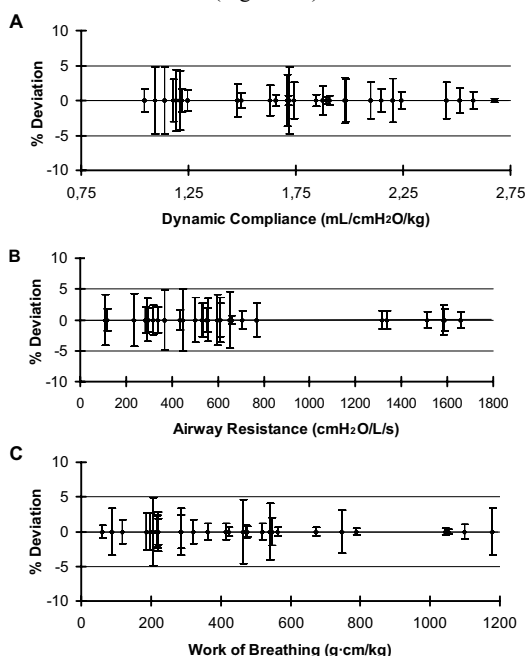 A
10
5
0
-5
-10
% Deviation
0,75 1,25 1,75 2,25 2,75
Dynamic Compliance (mL/cmH₂O/kg)
B
10
5
0
-5
-10
% Deviation
0 200 400 600 800 1000 1200 1400 1600 1800
Airway Resistance (cmH₂O/L/s)
C
10
5
0
-5
-10
% Deviation
0 200 400 600 800 1000 1200
Work of Breathing (g·cm/kg)